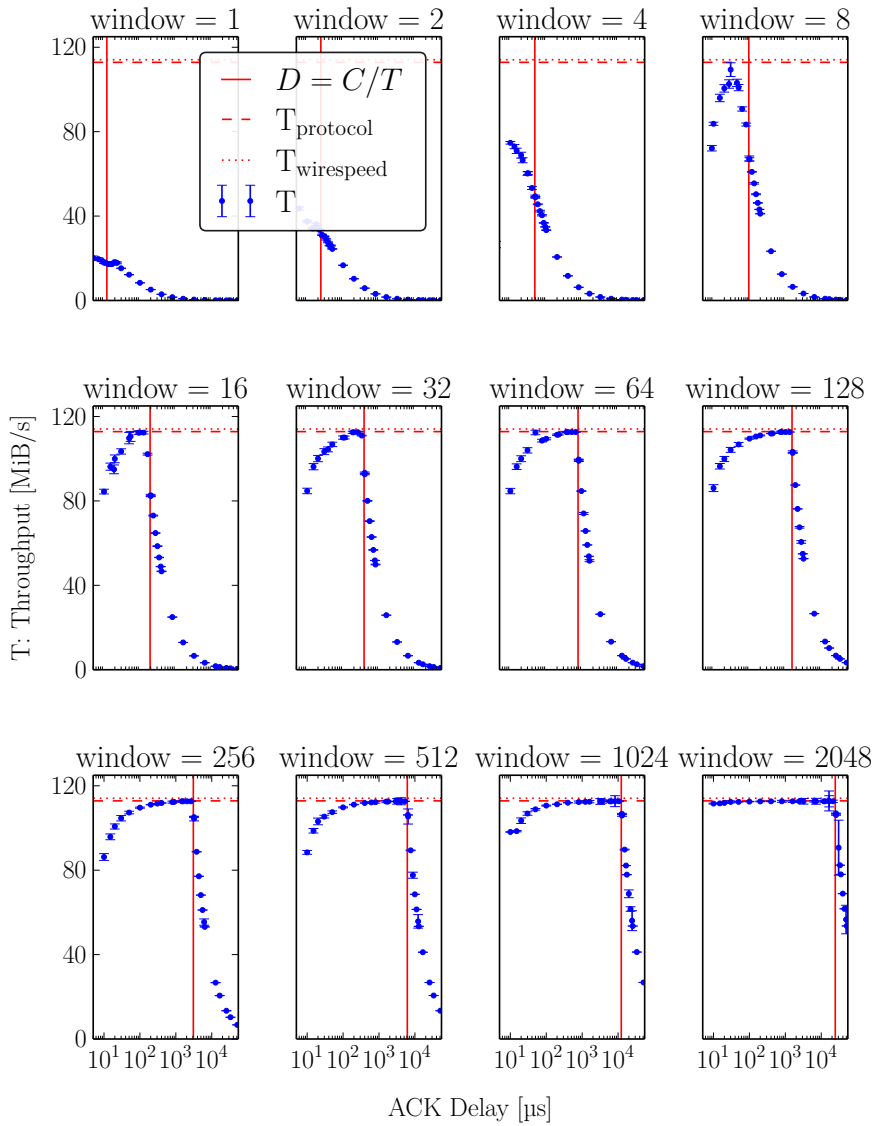 window = 1
window = 2
window = 4
window = 8
120
80
40
0
D = C/T
T_protocol
T_wirespeed
T
window = 16
window = 32
window = 64
window = 128
120
80
40
0
T: Throughput [MiB/s]
window = 256
window = 512
window = 1024
window = 2048
120
80
40
0
10¹ 10² 10³ 10⁴
10¹ 10² 10³ 10⁴
10¹ 10² 10³ 10⁴
10¹ 10² 10³ 10⁴
ACK Delay [µs]